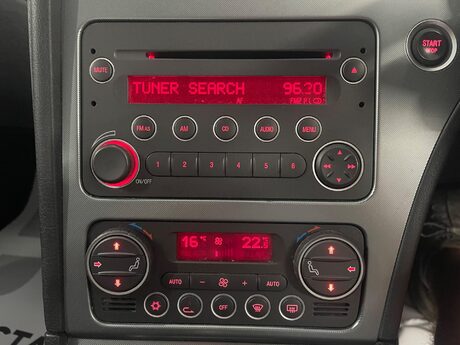 START
STOP
MUTE
TUNER SEARCH 96.20
AF
FM AS AM CD AUDIO MENU
1 2 3 4 5 6
ON/OFF
16 °C 22.
AUTO - + AUTO
OFF